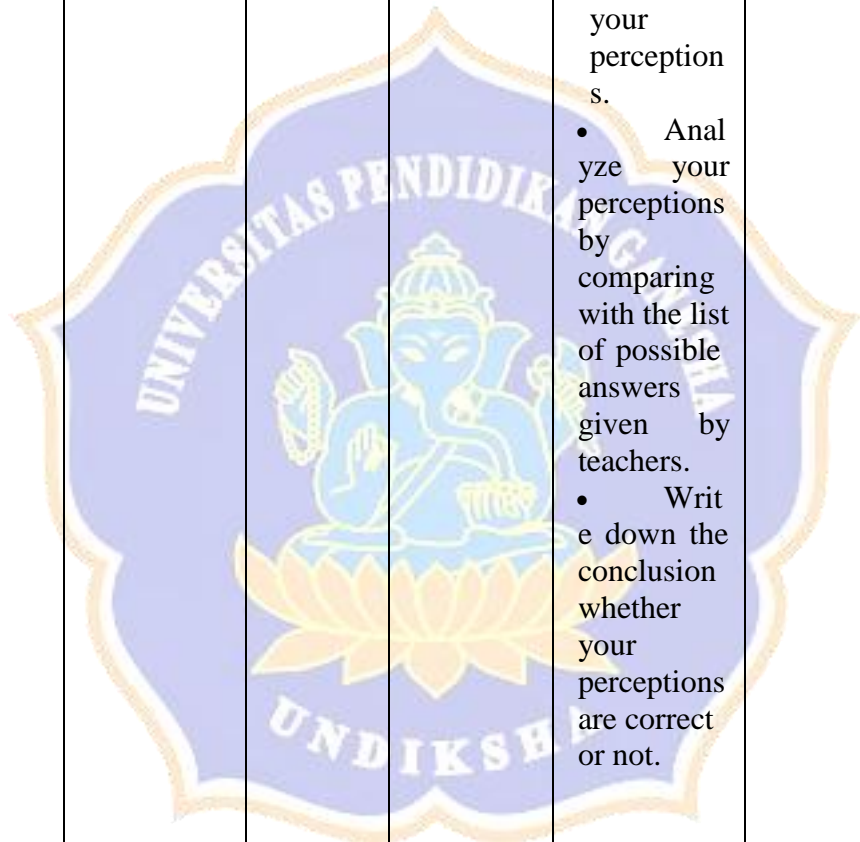 your
perception
s.
• Anal
yze your
perceptions
by
comparing
with the list
of possible
answers
given by
teachers.
• Writ
e down the
conclusion
whether
your
perceptions
are correct
or not.
UNIVERSITAS PENDIDIKAN GANESHA
UNDIKSHA